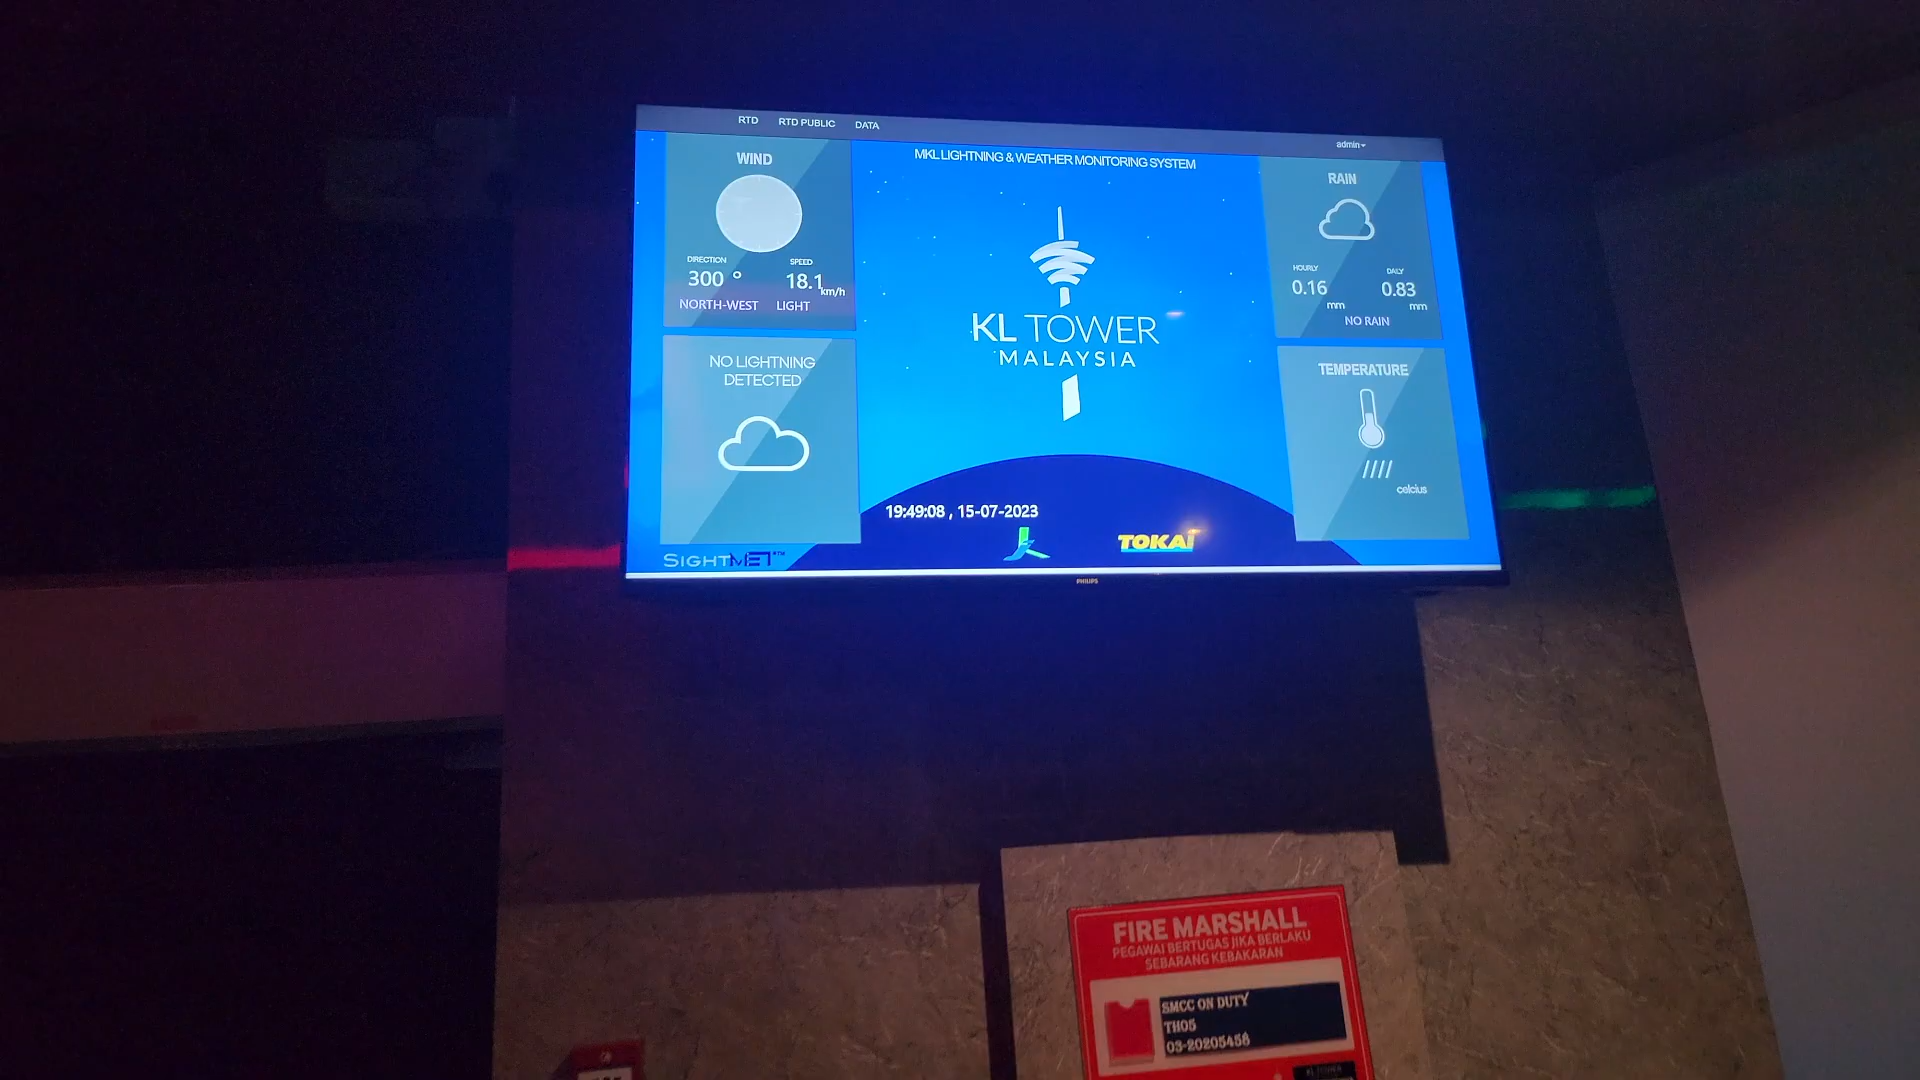 RTD RTD PUBLIC DATA
admin
MKL LIGHTNING & WEATHER MONITORING SYSTEM
WIND
DIRECTION SPEED
300 ° 18.1 km/h
NORTH-WEST LIGHT
NO LIGHTNING
DETECTED
KL TOWER
MALAYSIA
RAIN
HOURLY DAILY
0.16 mm 0.83 mm
NO RAIN
TEMPERATURE
//// celcius
19:49:08 , 15-07-2023
SIGHTMET™
TOKAI
PHILIPS
FIRE MARSHALL
PEGAWAI BERTUGAS JIKA BERLAKU
SEBARANG KEBAKARAN
SMCC ON DUTY
TH05
03-20205456
KL TOWER